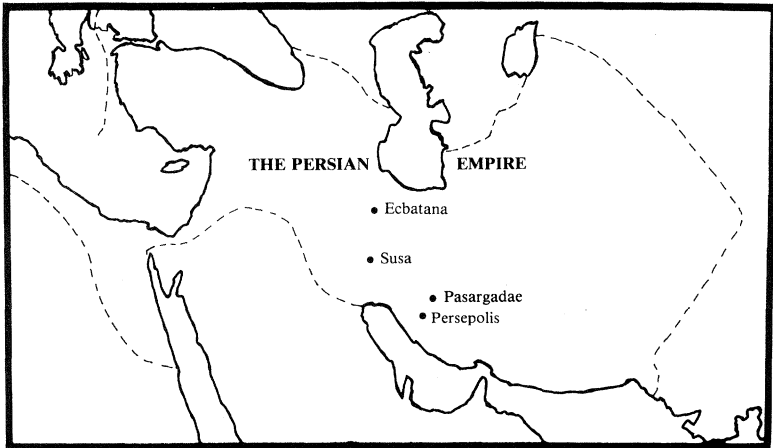 THE PERSIAN EMPIRE
Ecbatana
Susa
Pasargadae
Persepolis